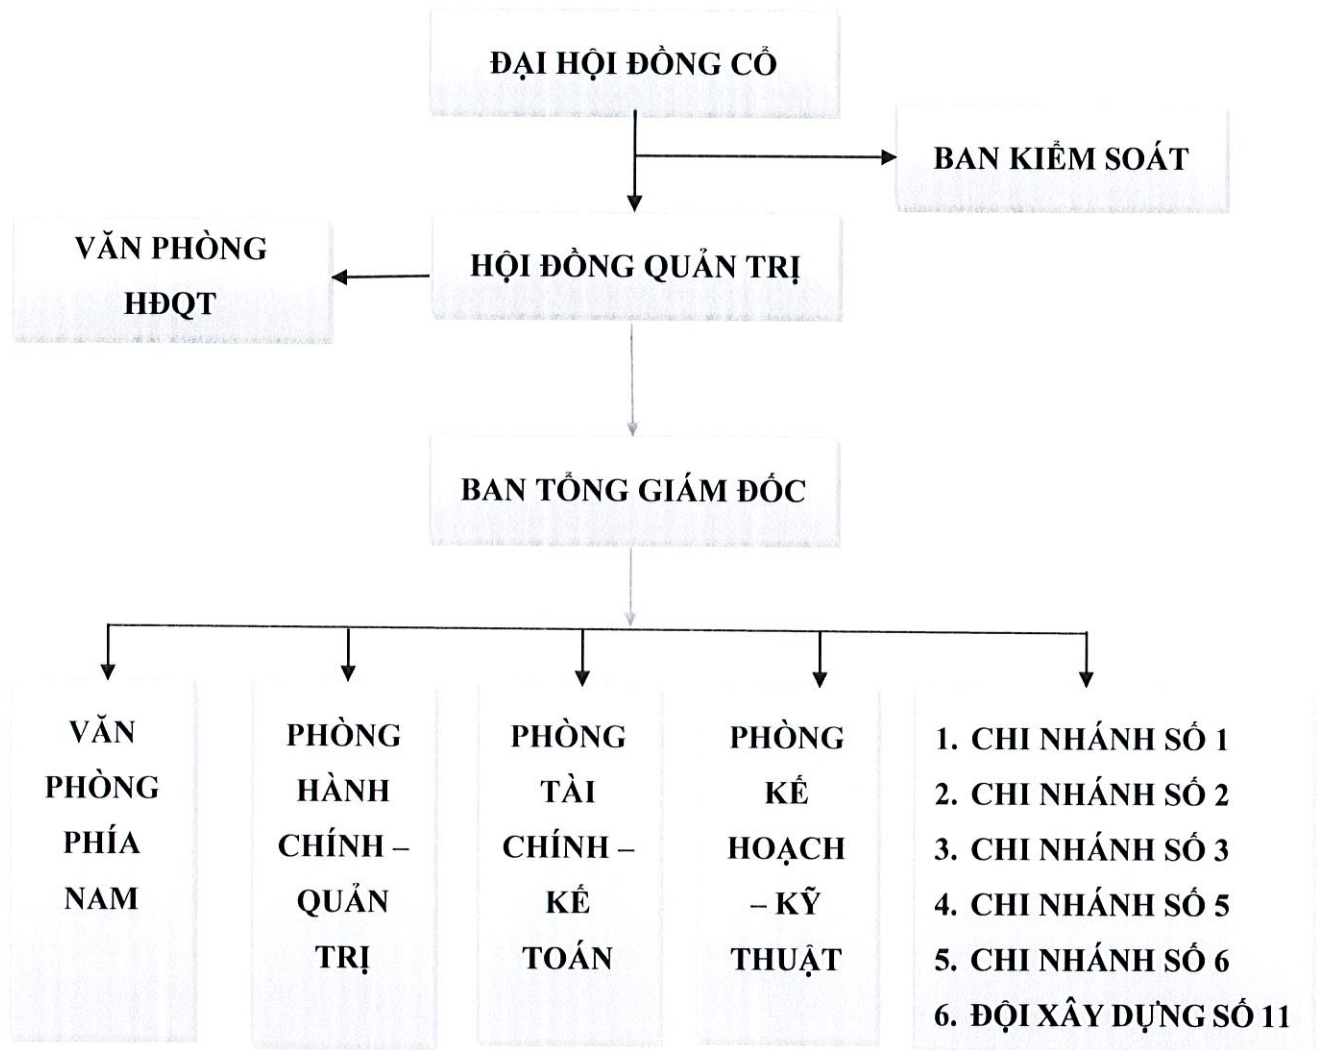 ĐẠI HỘI ĐỒNG CỔ
BAN KIỂM SOÁT
VĂN PHÒNG
HĐQT
HỘI ĐỒNG QUẢN TRỊ
BAN TỔNG GIÁM ĐỐC
VĂN
PHÒNG
PHÍA
NAM
PHÒNG
HÀNH
CHÍNH –
QUẢN
TRỊ
PHÒNG
TÀI
CHÍNH –
KẾ
TOÁN
PHÒNG
KẾ
HOẠCH
– KỸ
THUẬT
1. CHI NHÁNH SỐ 1
2. CHI NHÁNH SỐ 2
3. CHI NHÁNH SỐ 3
4. CHI NHÁNH SỐ 5
5. CHI NHÁNH SỐ 6
6. ĐỘI XÂY DỰNG SỐ 11